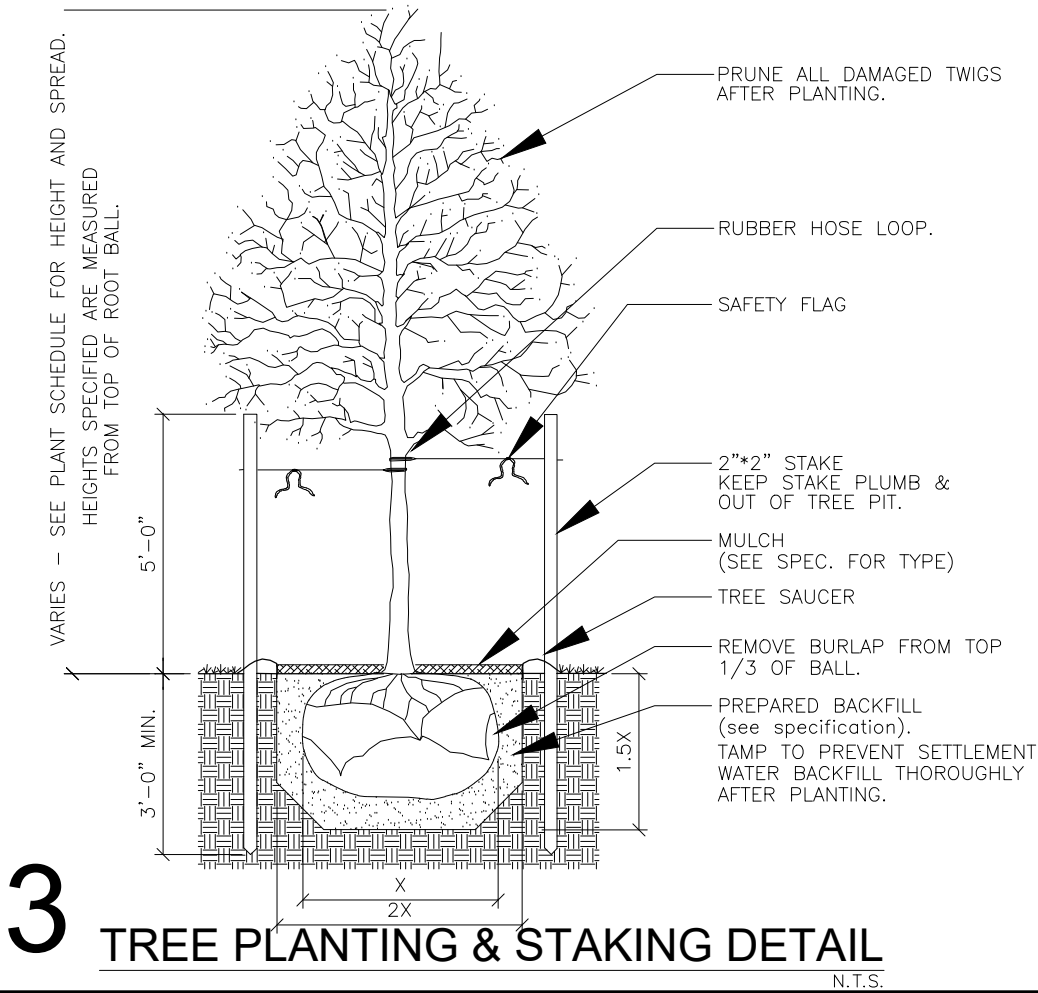 VARIES - SEE PLANT SCHEDULE FOR HEIGHT AND SPREAD.
HEIGHTS SPECIFIED ARE MEASURED
FROM TOP OF ROOT BALL.
5'-0"
3'-0" MIN.
PRUNE ALL DAMAGED TWIGS
AFTER PLANTING.
RUBBER HOSE LOOP.
SAFETY FLAG
2"*2" STAKE
KEEP STAKE PLUMB &
OUT OF TREE PIT.
MULCH
(SEE SPEC. FOR TYPE)
TREE SAUCER
REMOVE BURLAP FROM TOP
1/3 OF BALL.
PREPARED BACKFILL
(see specification).
TAMP TO PREVENT SETTLEMENT
WATER BACKFILL THOROUGHLY
AFTER PLANTING.
1.5X
X
2X
3
TREE PLANTING & STAKING DETAIL
N.T.S.